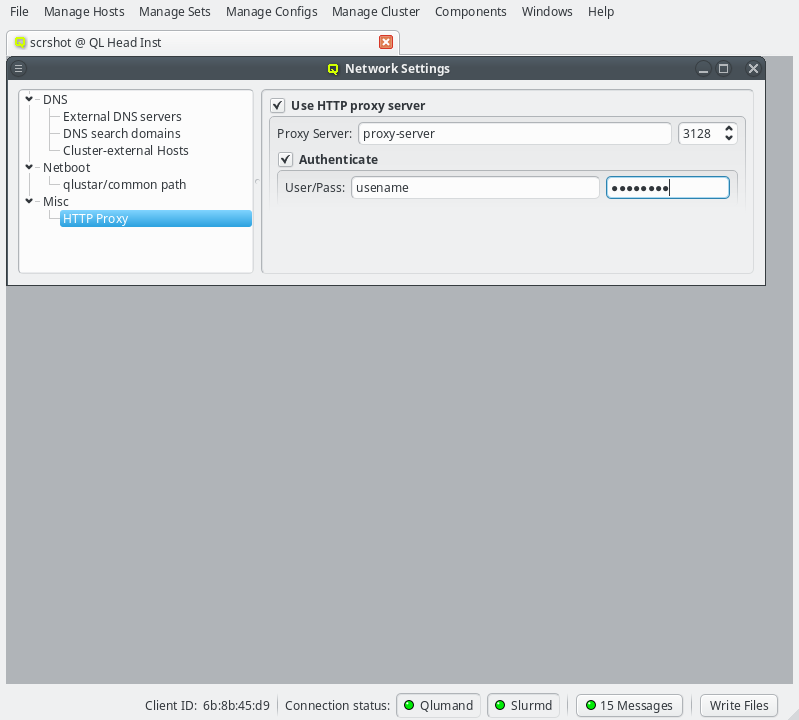 File Manage Hosts Manage Sets Manage Configs Manage Cluster Components Windows Help
scrshot @ QL Head Inst
Network Settings
DNS
External DNS servers
DNS search domains
Cluster-external Hosts
Netboot
qlustar/common path
Misc
HTTP Proxy
Use HTTP proxy server
Proxy Server: proxy-server 3128
Authenticate
User/Pass: usename ●●●●●●●●
Client ID: 6b:8b:45:d9 Connection status: Qlumand Slurmd 15 Messages Write Files